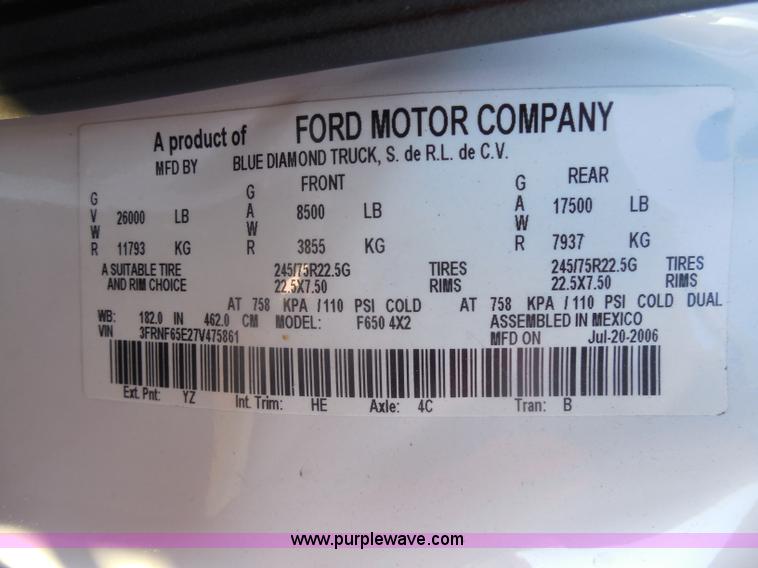 A product of FORD MOTOR COMPANY
MFD BY BLUE DIAMOND TRUCK, S. de R.L. de C.V.
FRONT REAR
GVWR 26000 LB GAWR 8500 LB GAWR 17500 LB
11793 KG 3855 KG 7937 KG
A SUITABLE TIRE 245/75R22.5G TIRES 245/75R22.5G TIRES
AND RIM CHOICE 22.5X7.50 RIMS 22.5X7.50 RIMS
AT 758 KPA /110 PSI COLD AT 758 KPA /110 PSI COLD DUAL
WB: 182.0 IN 462.0 CM MODEL: F650 4X2 ASSEMBLED IN MEXICO
VIN 3FRNF65E27V475861 MFD ON Jul-20-2006
Ext. Pnt: YZ Int. Trim: HE Axle: 4C Tran: B
www.purplewave.com